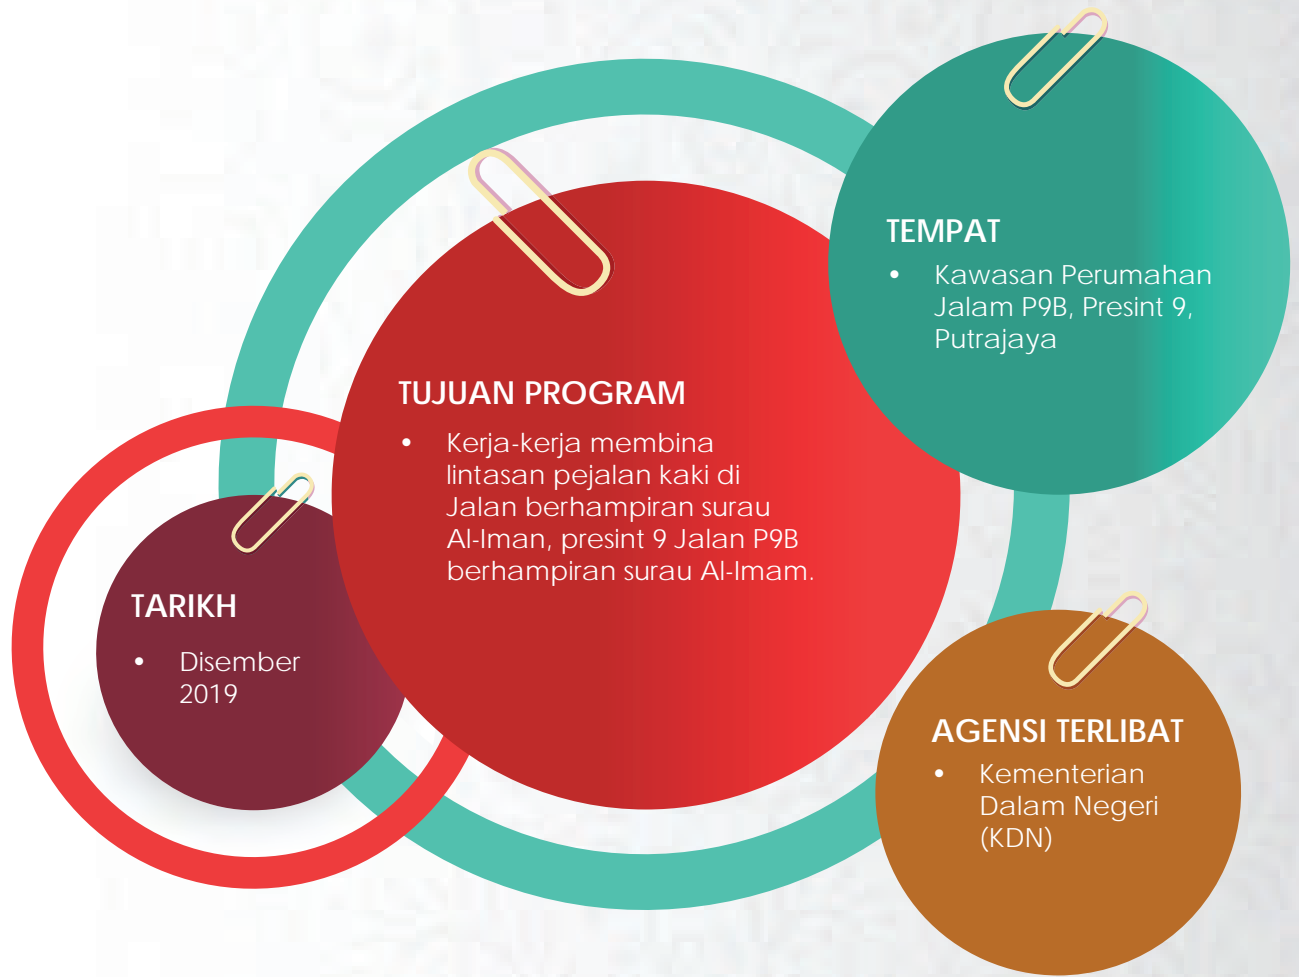 TEMPAT
• Kawasan Perumahan
Jalam P9B, Presint 9,
Putrajaya
TUJUAN PROGRAM
• Kerja-kerja membina
lintasan pejalan kaki di
Jalan berhampiran surau
Al-Iman, presint 9 Jalan P9B
berhampiran surau Al-Imam.
TARIKH
• Disember
2019
AGENSI TERLIBAT
• Kementerian
Dalam Negeri
(KDN)